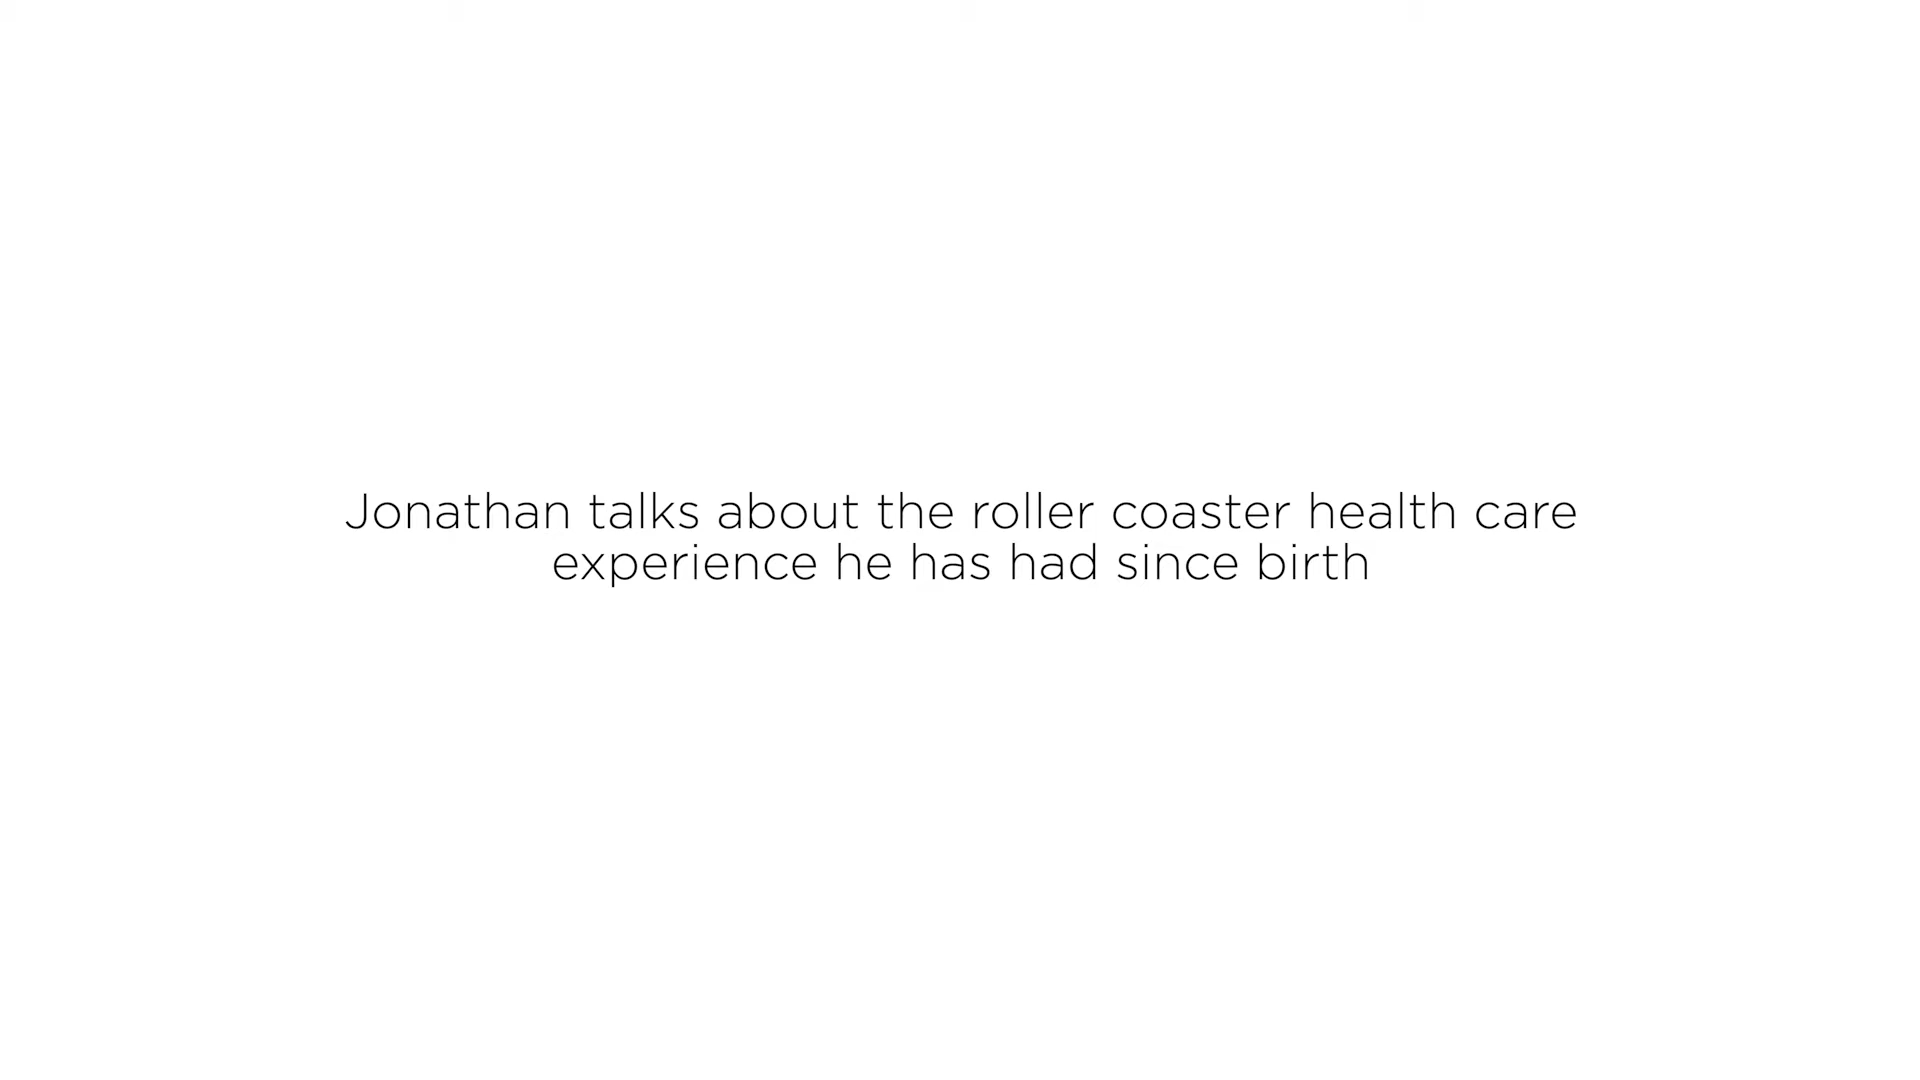 Jonathan talks about the roller coaster health care
experience he has had since birth